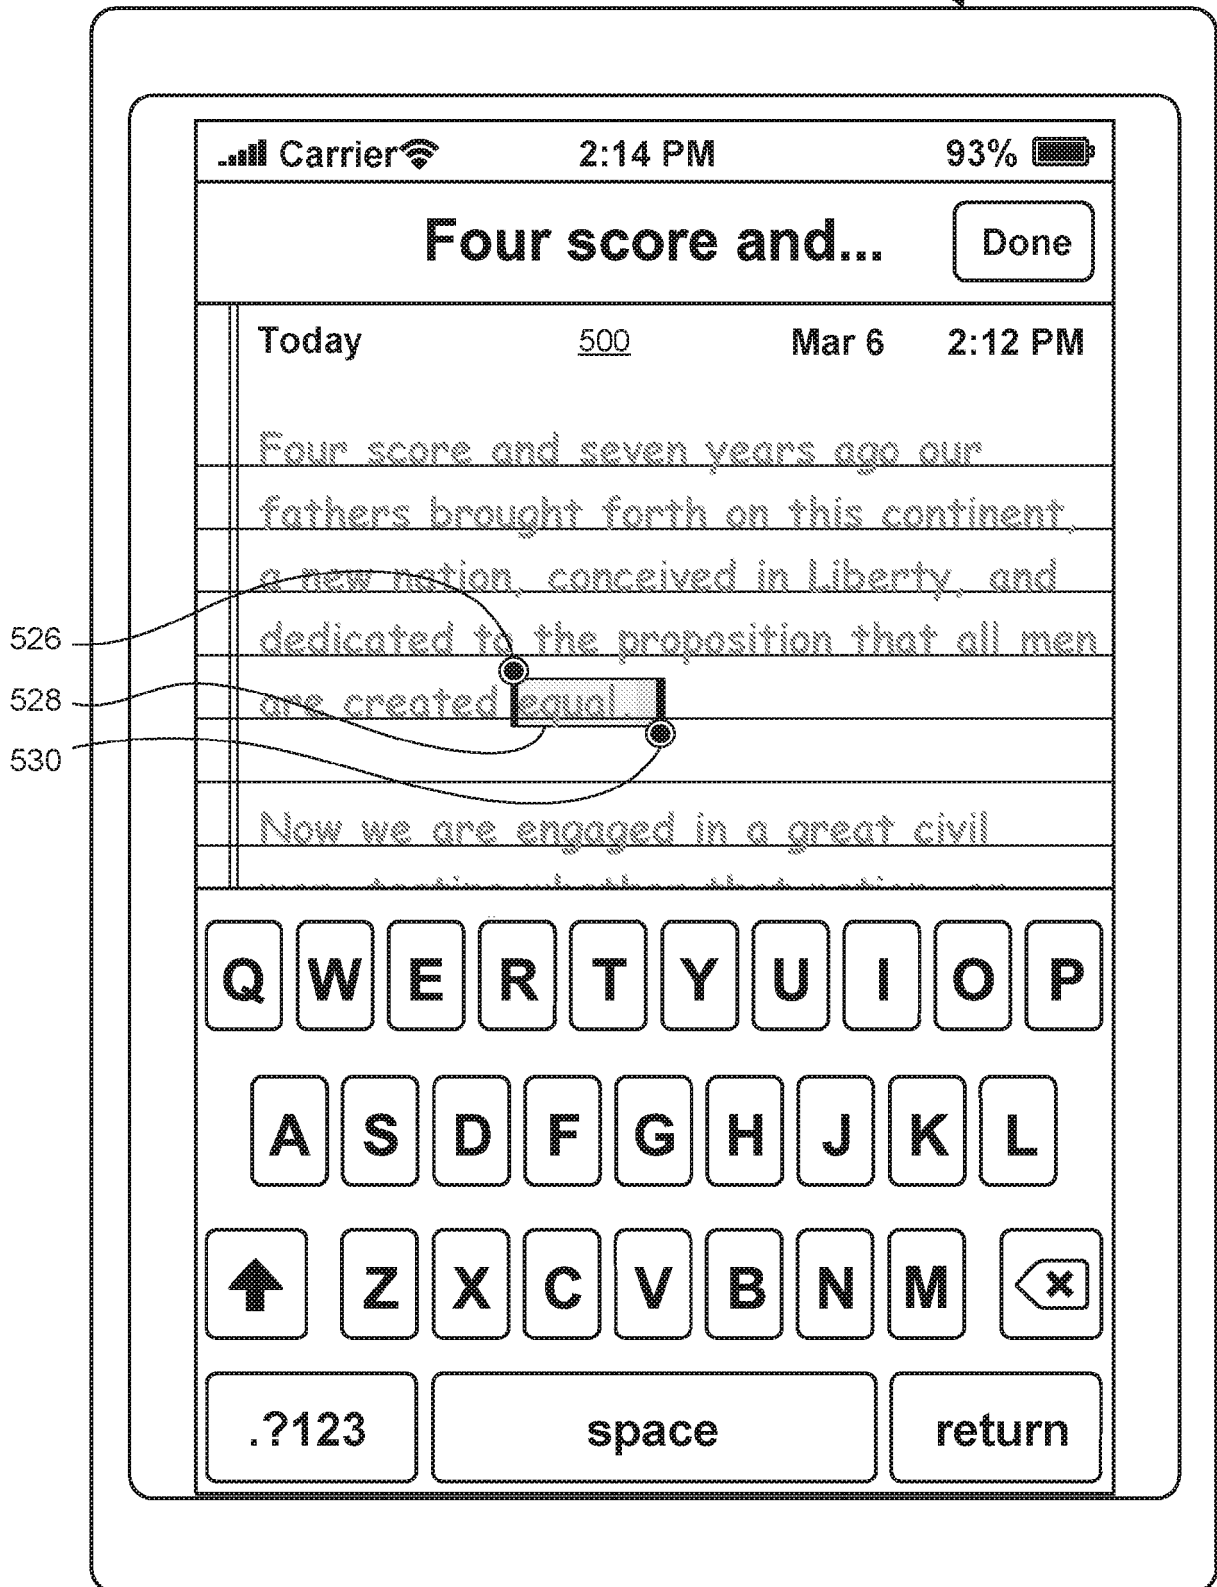 Carrier 2:14 PM 93%
Four score and... Done
Today 500 Mar 6 2:12 PM
Four score and seven years ago our
fathers brought forth on this continent,
a new nation, conceived in Liberty, and
dedicated to the proposition that all men
526
are created equal
528
530
Now we are engaged in a great civil
Q W E R T Y U I O P
A S D F G H J K L
Z X C V B N M
.?123 space return